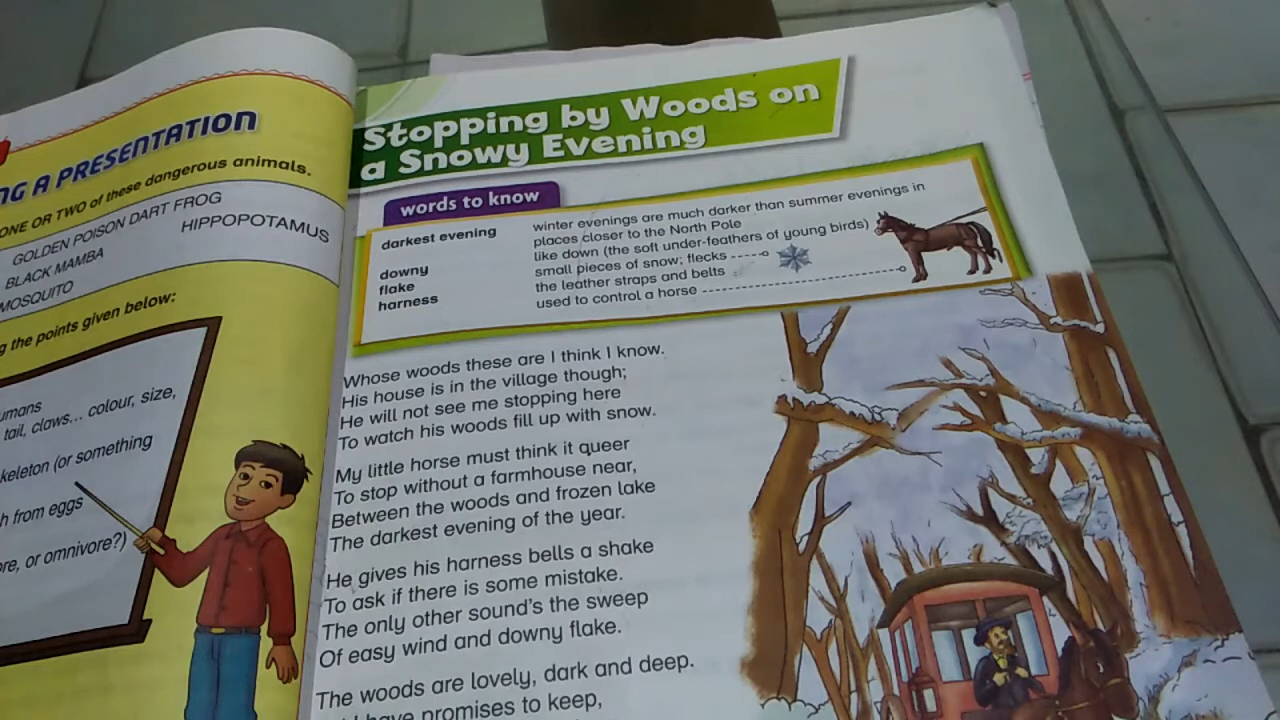 NG A PRESENTATION
ONE OR TWO of these dangerous animals.
GOLDEN POISON DART FROG
HIPPOPOTAMUS
BLACK MAMBA
MOSQUITO
the points given below:
tail, claws... colour, size,
(or something
from eggs
or omnivore?)
Stopping by Woods on
a Snowy Evening
words to know
darkest evening winter evenings are much darker than summer evenings in
places closer to the North Pole
downy like down (the soft under-feathers of young birds)
flake small pieces of snow; flecks
harness the leather straps and belts
used to control a horse
Whose woods these are I think I know.
His house is in the village though;
He will not see me stopping here
To watch his woods fill up with snow.
My little horse must think it queer
To stop without a farmhouse near,
Between the woods and frozen lake
The darkest evening of the year.
He gives his harness bells a shake
To ask if there is some mistake.
The only other sound's the sweep
Of easy wind and downy flake.
The woods are lovely, dark and deep.
have promises to keep,